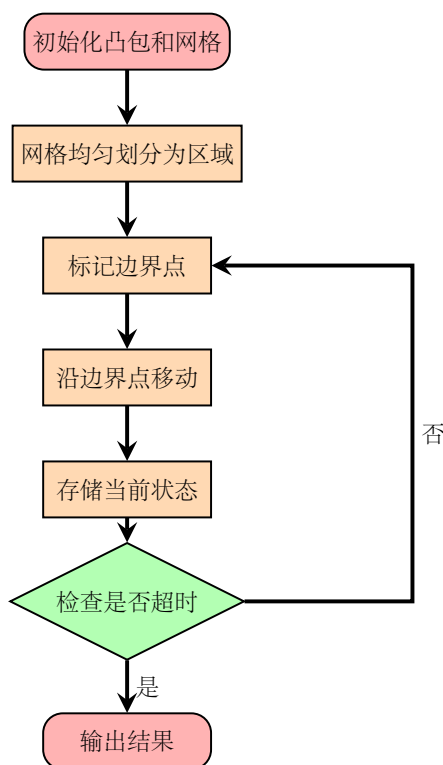 初始化凸包和网格
网格均匀划分为区域
标记边界点
沿边界点移动
否
存储当前状态
检查是否超时
是
输出结果